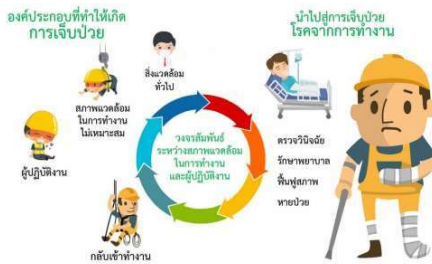 องค์ประกอบที่ทำให้เกิด
การเจ็บป่วย
สิ่งแวดล้อม
ทั่วไป
สภาพแวดล้อม
ในการทำงาน
ไม่เหมาะสม
ผู้ปฏิบัติงาน
กลับเข้าทำงาน
วงจรสัมพันธ์
ระหว่างสภาพแวดล้อม
ในการทำงาน
และผู้ปฏิบัติงาน
นำไปสู่การเจ็บป่วย
โรคจากการทำงาน
ตรวจวินิจฉัย
รักษาพยาบาล
ฟื้นฟูสภาพ
หายป่วย